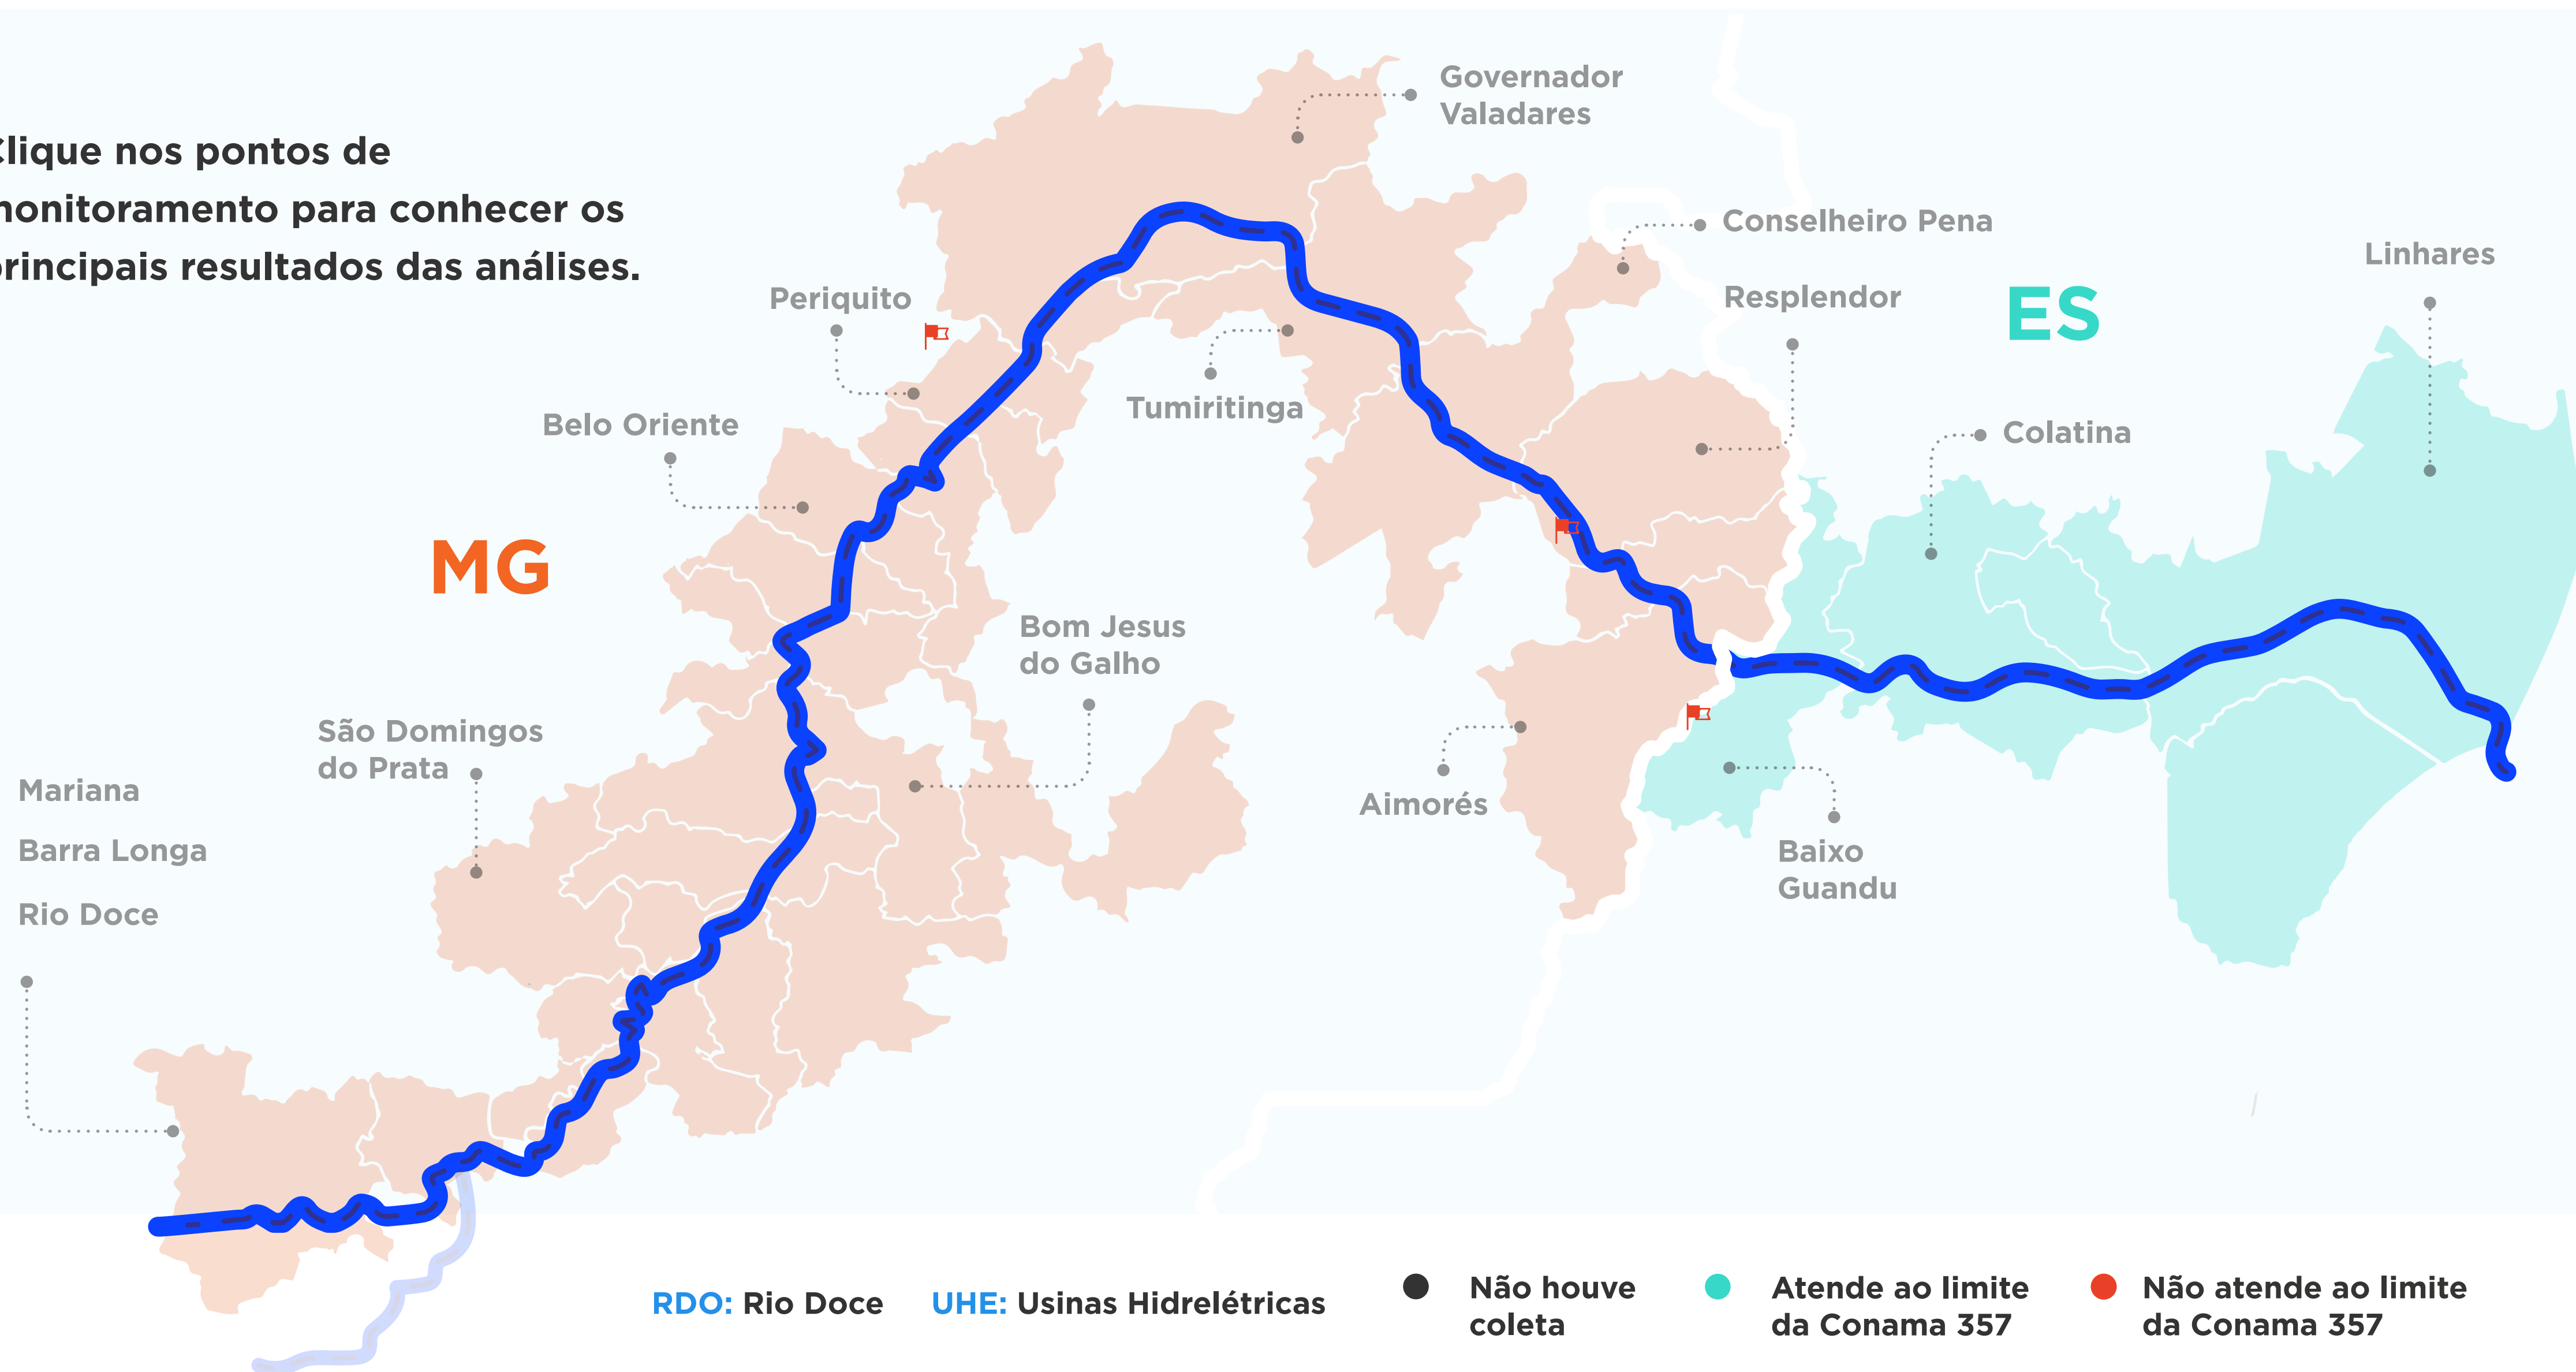 Clique nos pontos de
monitoramento para conhecer os
principais resultados das análises.
Governador
Valadares
Conselheiro Pena
Linhares
Periquito
Resplendor
ES
Tumiritinga
Belo Oriente
Colatina
MG
Bom Jesus
do Galho
São Domingos
do Prata
Mariana
Aimorés
Barra Longa
Baixo
Guandu
Rio Doce
RDO: Rio Doce
UHE: Usinas Hidrelétricas
Não houve
coleta
Atende ao limite
da Conama 357
Não atende ao limite
da Conama 357